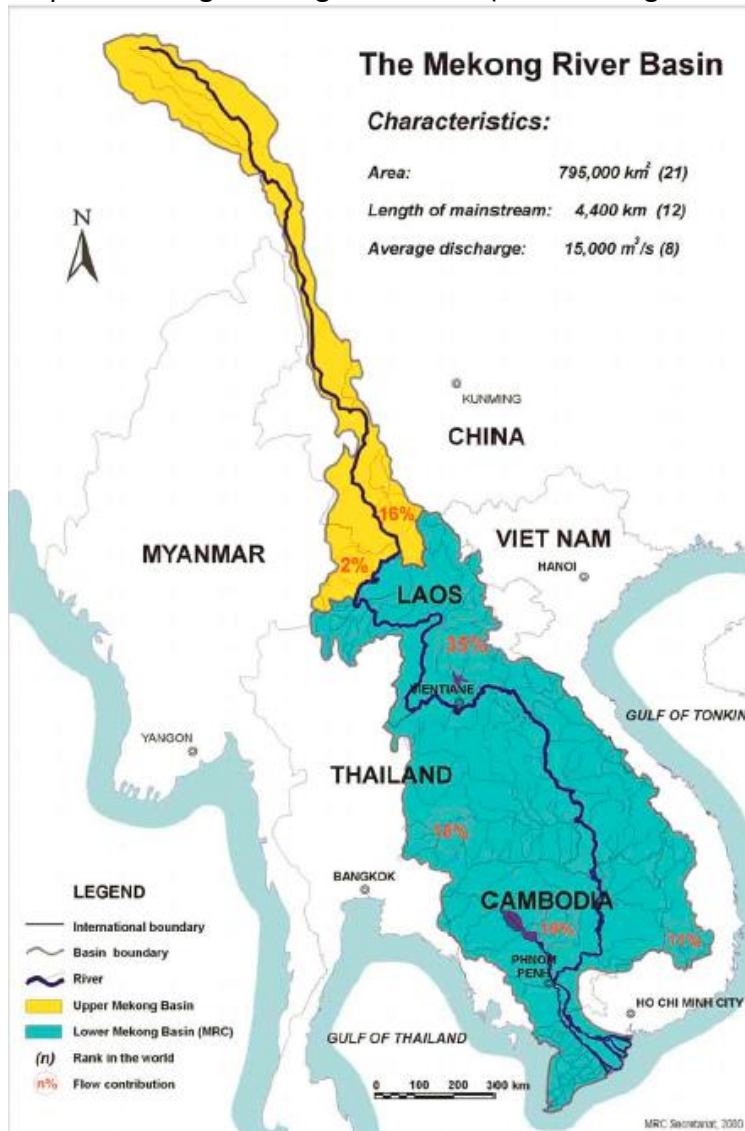 The Mekong River Basin
Characteristics:
Area: 795,000 km² (21)
Length of mainstream: 4,400 km (12)
Average discharge: 15,000 m³/s (8)
N
KUNMING
CHINA
16%
MYANMAR
2%
VIET NAM
HANOI
LAOS
35%
VIENTIANE
GULF OF TONKIN
YANGON
THAILAND
18%
BANGKOK
CAMBODIA
18%
11%
PHNOM
PENH
HO CHI MINH CITY
GULF OF THAILAND
LEGEND
International boundary
Basin boundary
River
Upper Mekong Basin
Lower Mekong Basin (MRC)
(n) Rank in the world
n% Flow contribution
0 100 200 300 km
MRC Secretariat, 2000